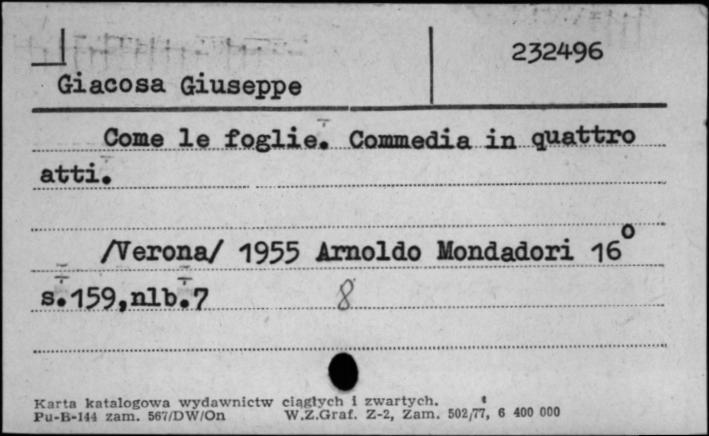 232496
Giacosa Giuseppe
Come le foglie. Commedia in quattro
atti.
/Verona/ 1955 Arnoldo Mondadori 16°
s.159,nlb.7 8
Karta katalogowa wydawnictw ciągłych i zwartych.
Pu-B-144 zam. 567/DW/On W.Z.Graf. Z-2, Zam. 502/77, 6 400 000